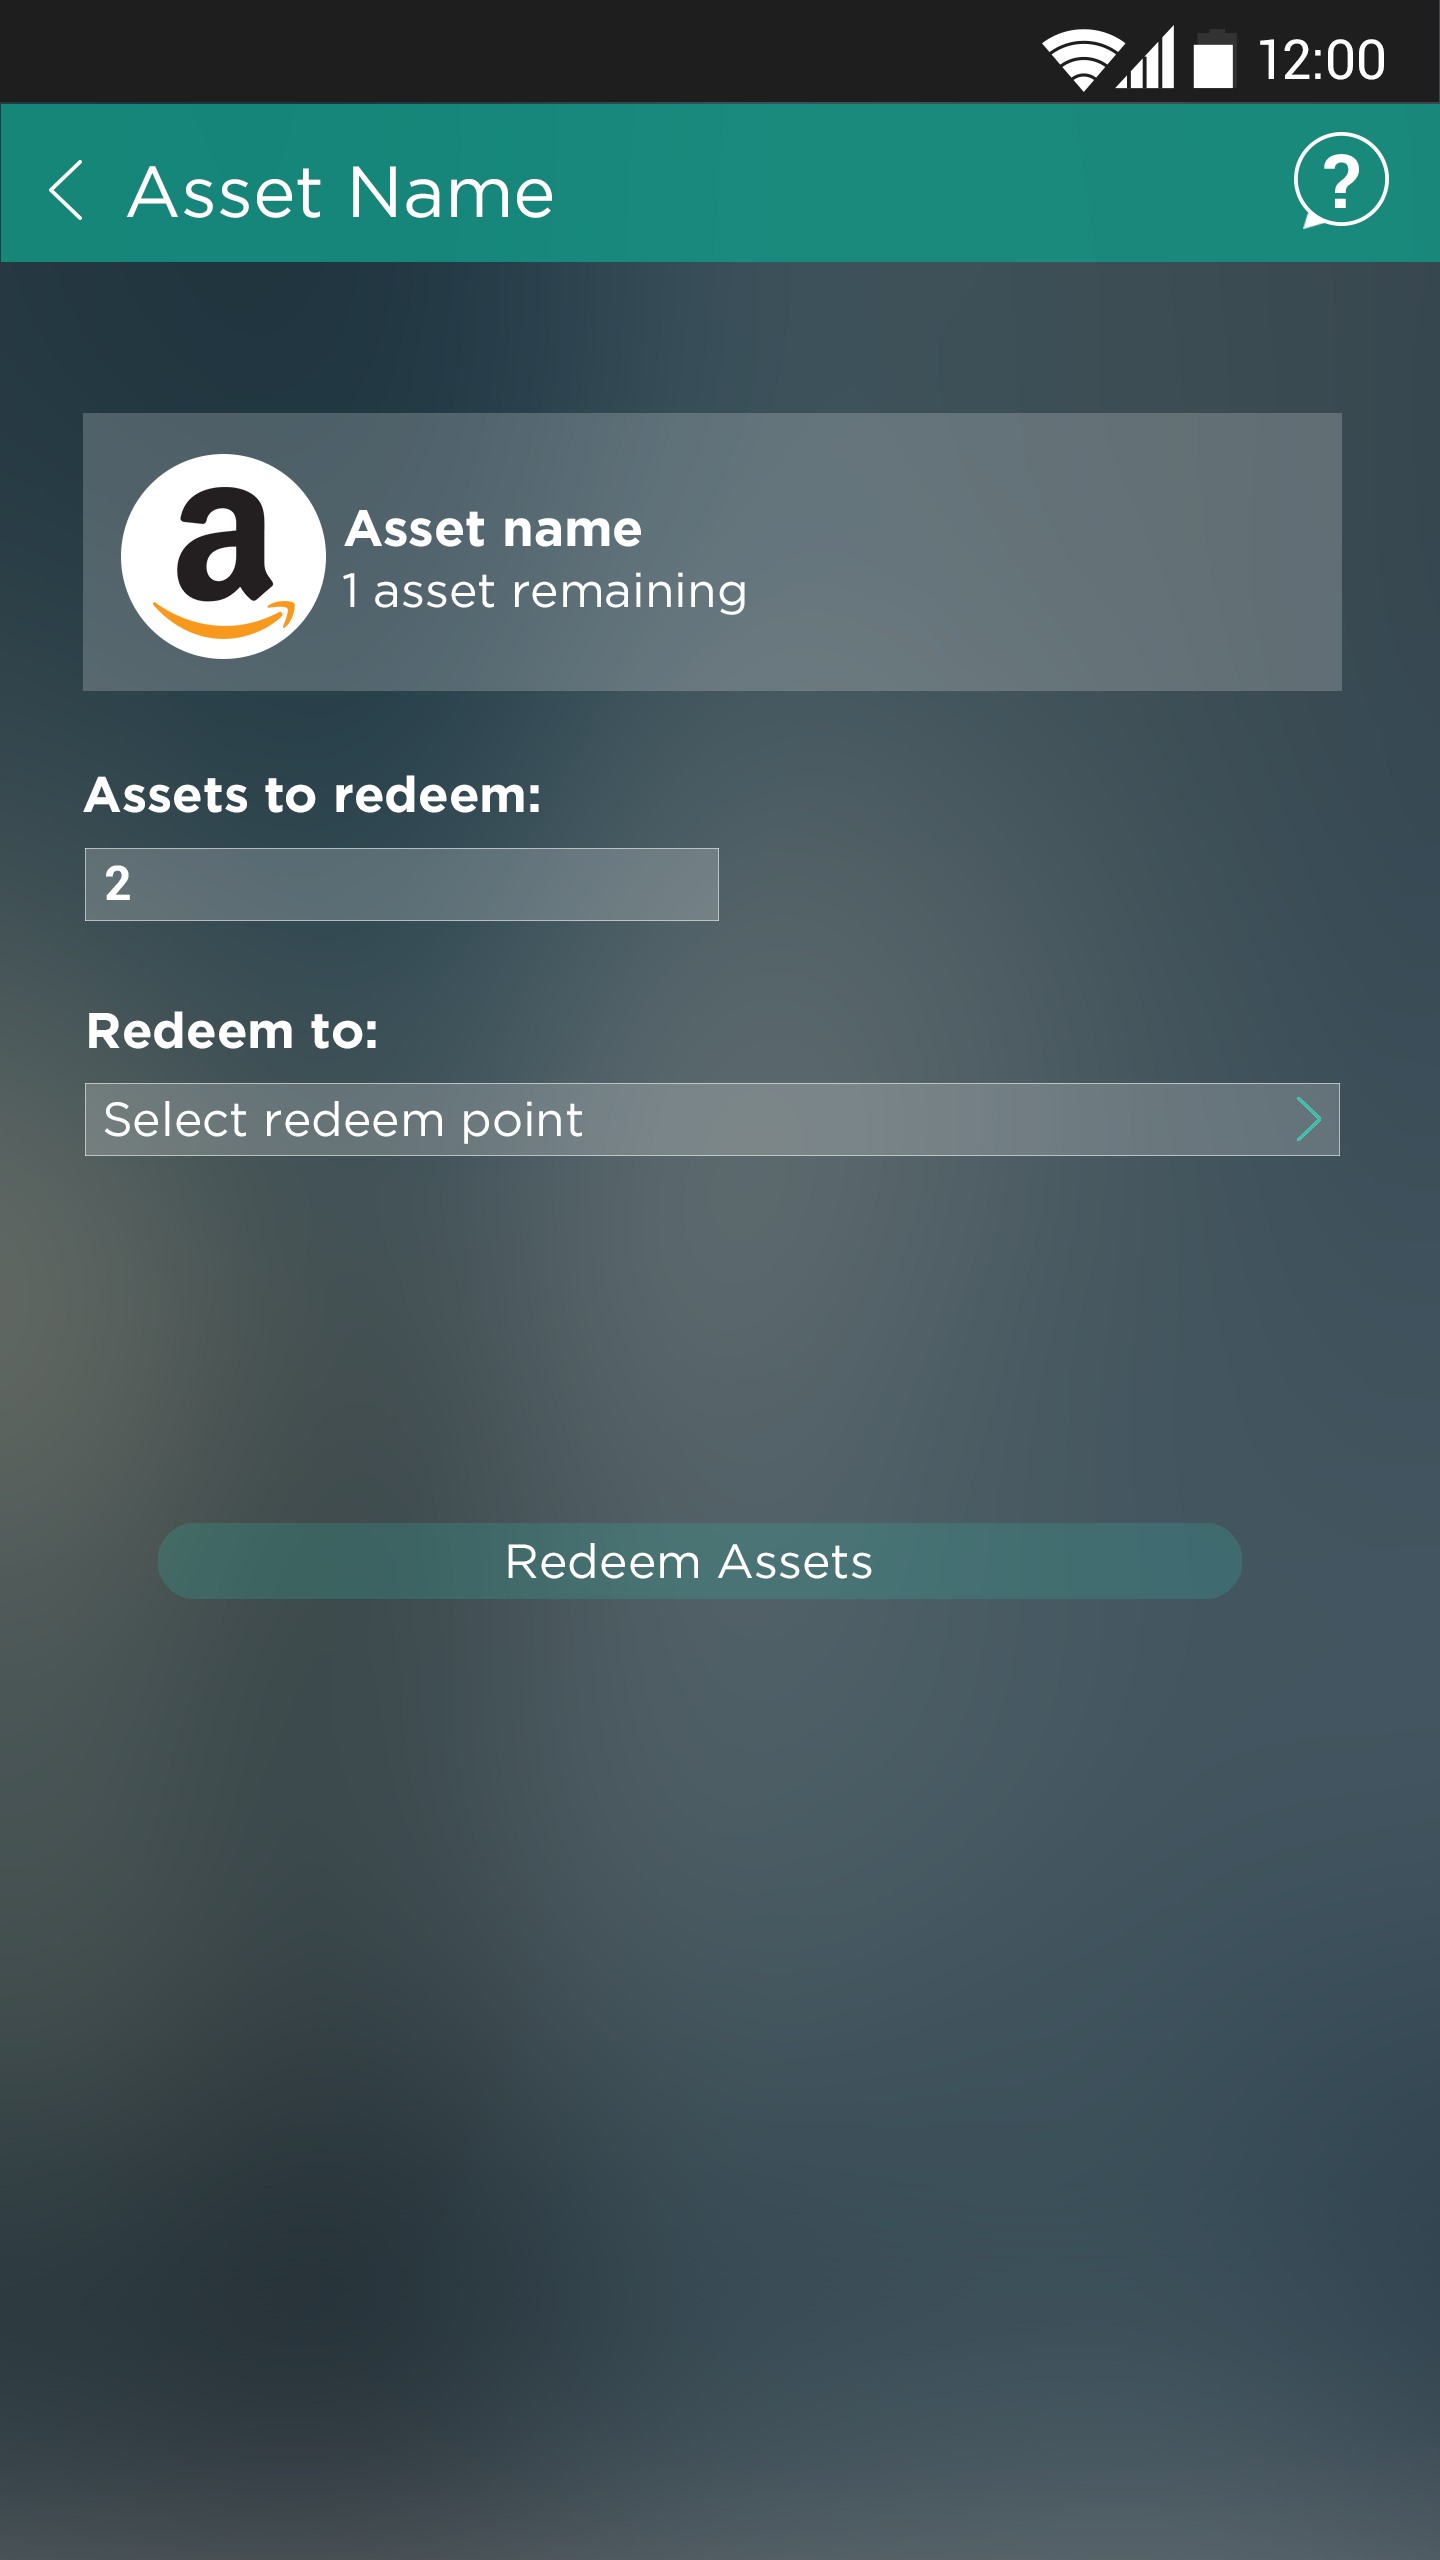 12:00
Asset Name
?
a
Asset name
1 asset remaining
Assets to redeem:
2
Redeem to:
Select redeem point
Redeem Assets